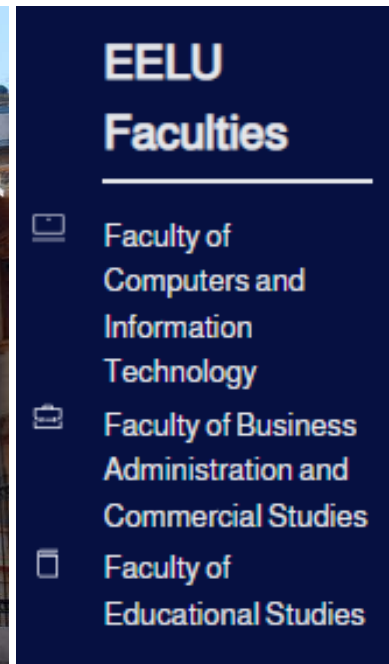 EELU
Faculties
Faculty of
Computers and
Information
Technology
Faculty of Business
Administration and
Commercial Studies
Faculty of
Educational Studies